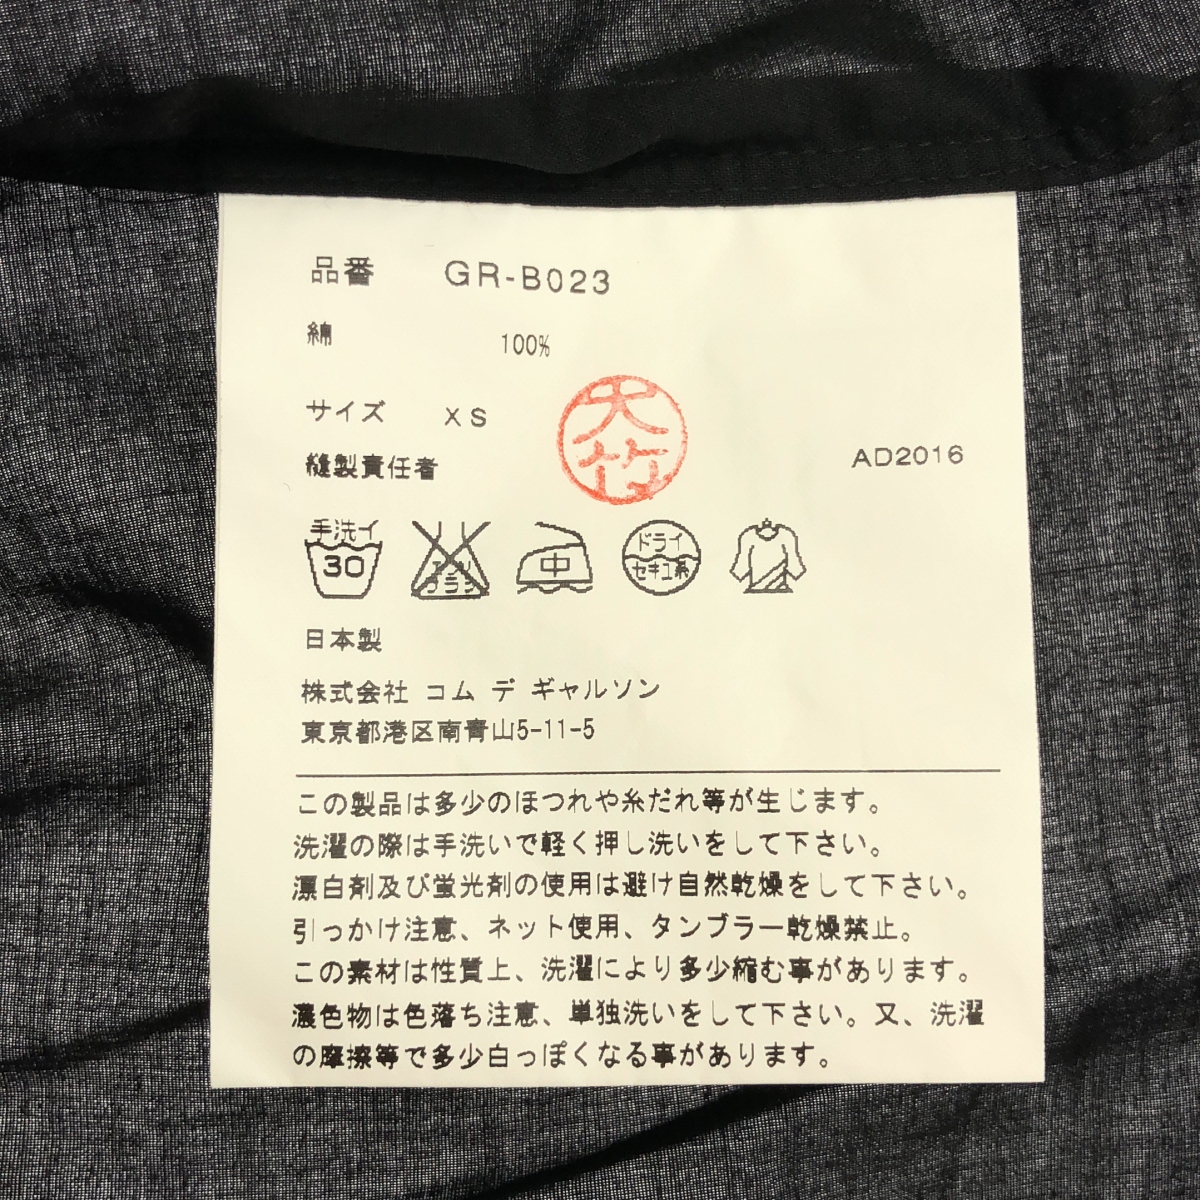 品番 GR-B023
綿 100%
サイズ XS
大竹
縫製責任者 AD2016
手洗イ
30
エンソ
ブラシ
中
ドライ
セキユ系
日本製
株式会社 コム デ ギャルソン
東京都港区南青山5-11-5
この製品は多少のほつれや糸だれ等が生じます。
洗濯の際は手洗いで軽く押し洗いをして下さい。
漂白剤及び蛍光剤の使用は避け自然乾燥をして下さい。
引っかけ注意、ネット使用、タンブラー乾燥禁止。
この素材は性質上、洗濯により多少縮む事があります。
濃色物は色落ち注意、単独洗いをして下さい。又、洗濯
の摩擦等で多少白っぽくなる事があります。